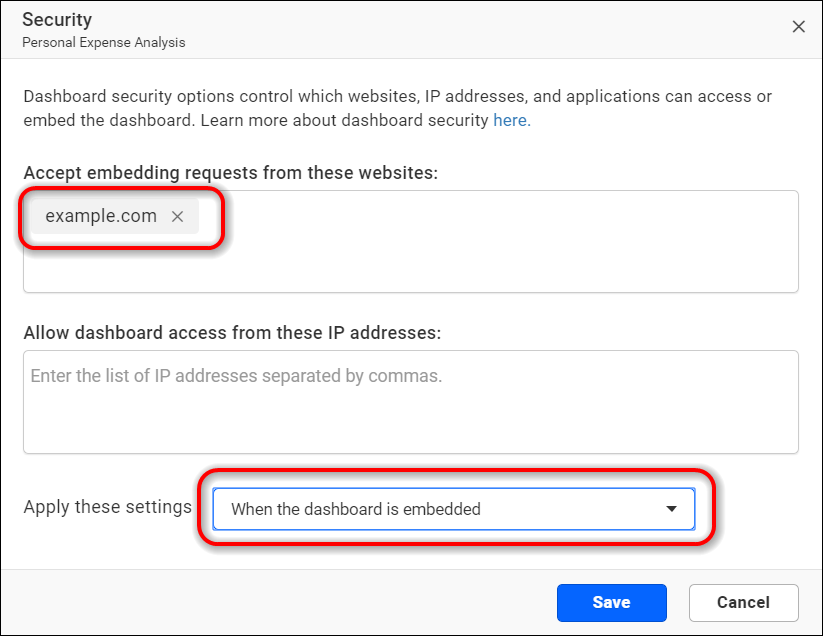 Security
Personal Expense Analysis
Dashboard security options control which websites, IP addresses, and applications can access or
embed the dashboard. Learn more about dashboard security here.
Accept embedding requests from these websites:
example.com
Allow dashboard access from these IP addresses:
Enter the list of IP addresses separated by commas.
Apply these settings When the dashboard is embedded
Save Cancel